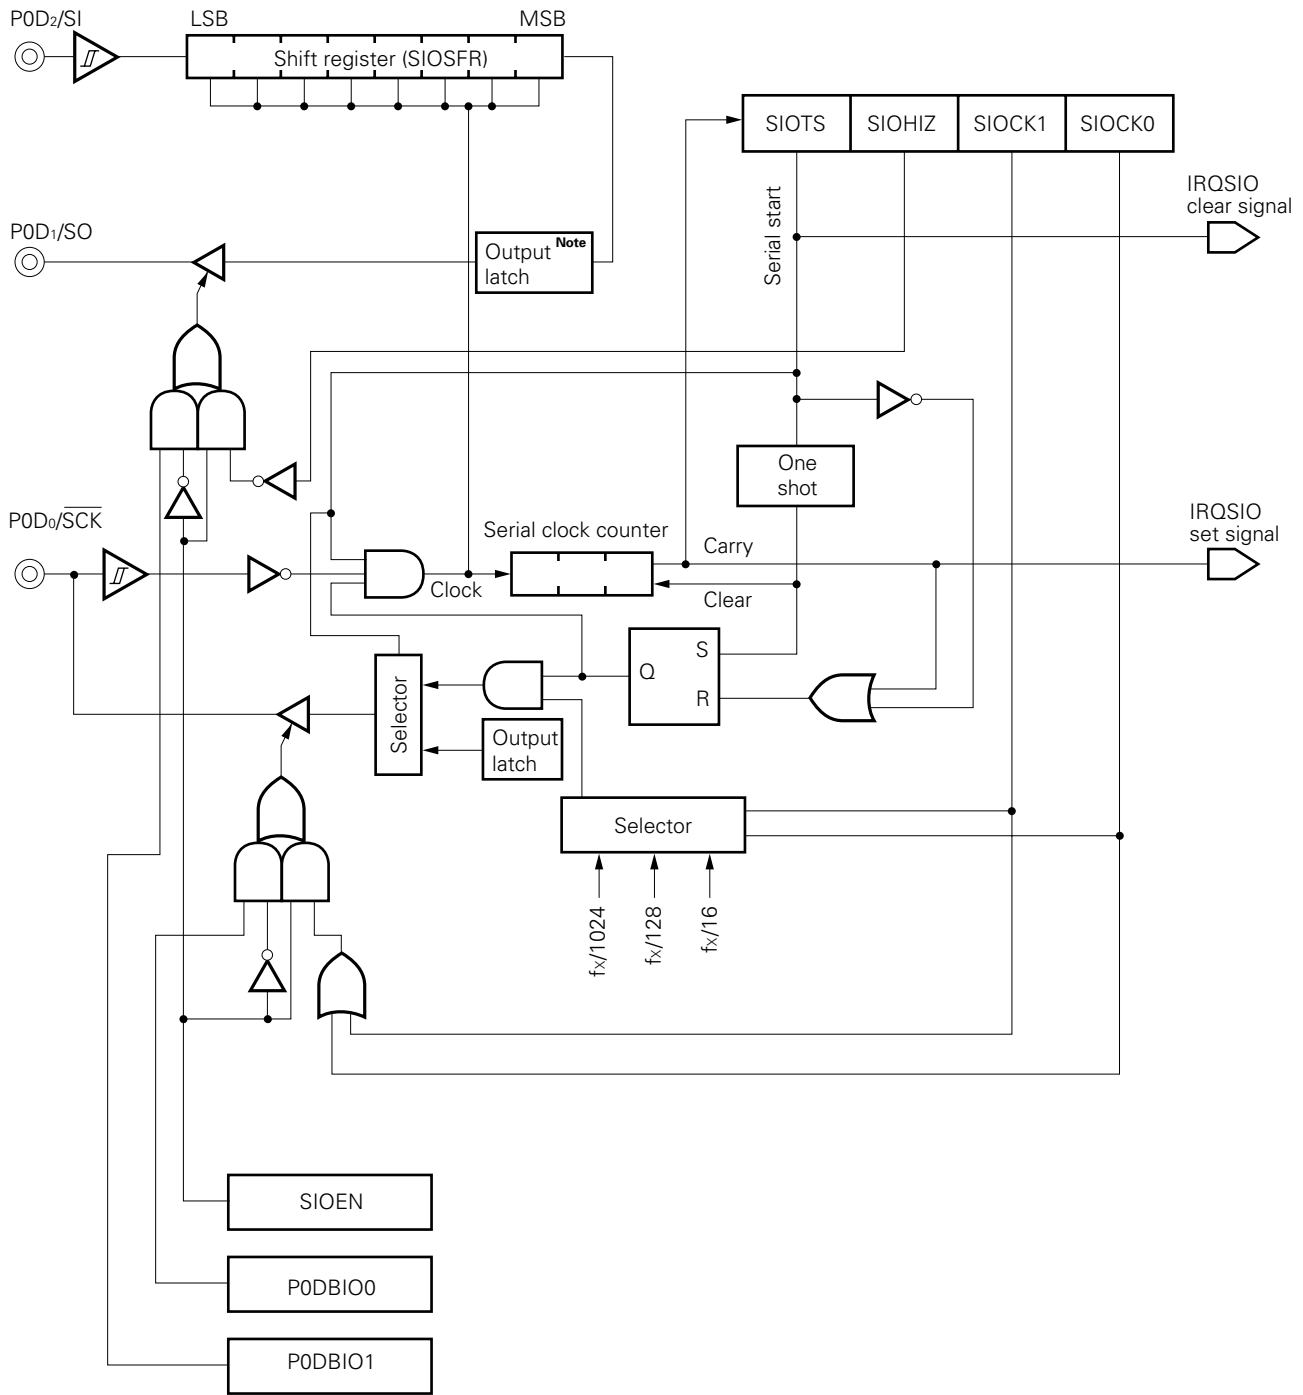 P0D₂/SI
LSB
MSB
Shift register (SIOSFR)
SIOTS
SIOHIZ
SIOCK1
SIOCK0
IRQSIO
clear signal
P0D₁/SO
Output Note
latch
Serial start
One
shot
P0D₀/S̅C̅K̅
Serial clock counter
Carry
IRQSIO
set signal
Clock
Clear
S
Q
R
Selector
Output
latch
Selector
fX/1024
fX/128
fX/16
SIOEN
P0DBIO0
P0DBIO1